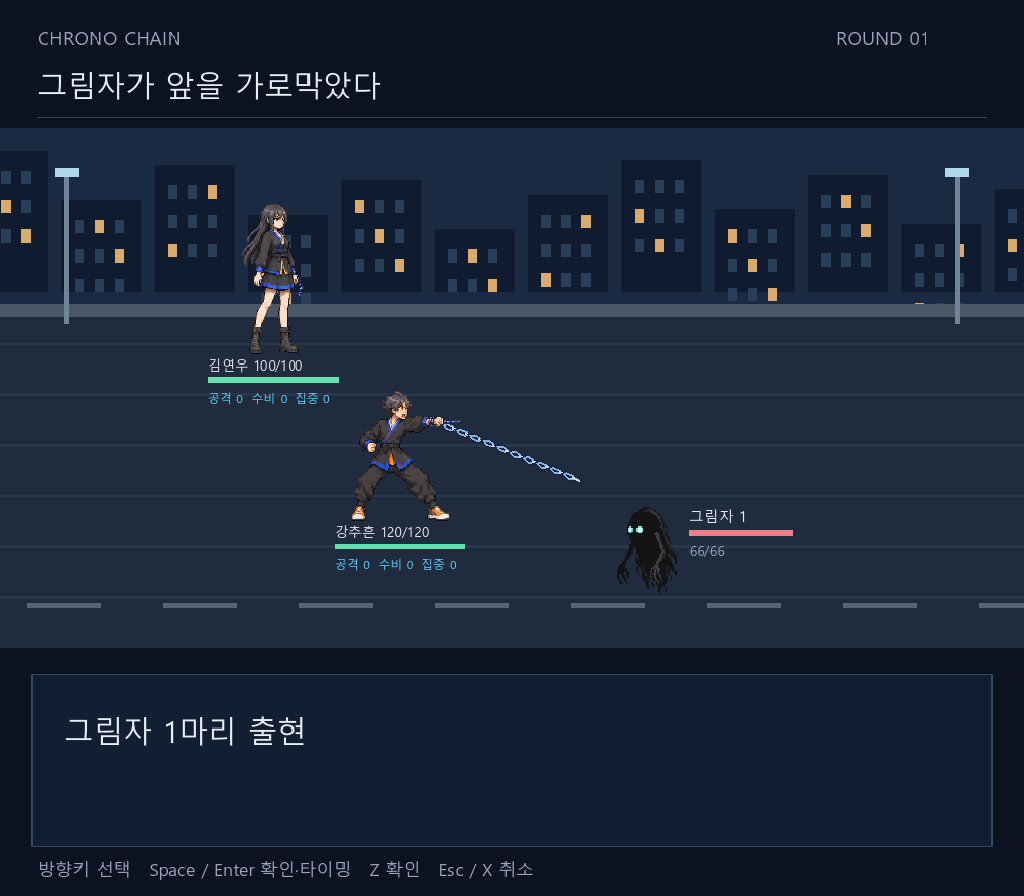 CHRONO CHAIN
ROUND 01
그림자가 앞을 가로막았다
김연우 100/100
공격 0 수비 0 집중 0
강추흔 120/120
공격 0 수비 0 집중 0
그림자 1
66/66
그림자 1마리 출현
방향키 선택 Space / Enter 확인·타이밍 Z 확인 Esc / X 취소